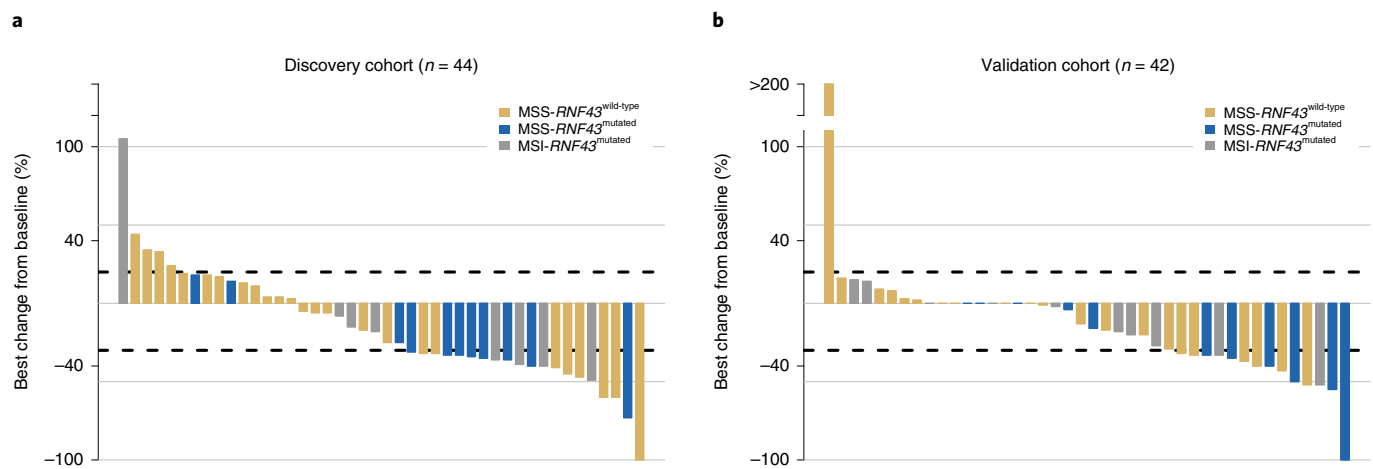 a
Discovery cohort (n = 44)
MSS-RNF43wild-type
MSS-RNF43mutated
MSI-RNF43mutated
100
40
−40
−100
Best change from baseline (%)
b
Validation cohort (n = 42)
>200
MSS-RNF43wild-type
MSS-RNF43mutated
MSI-RNF43mutated
100
40
−40
−100
Best change from baseline (%)